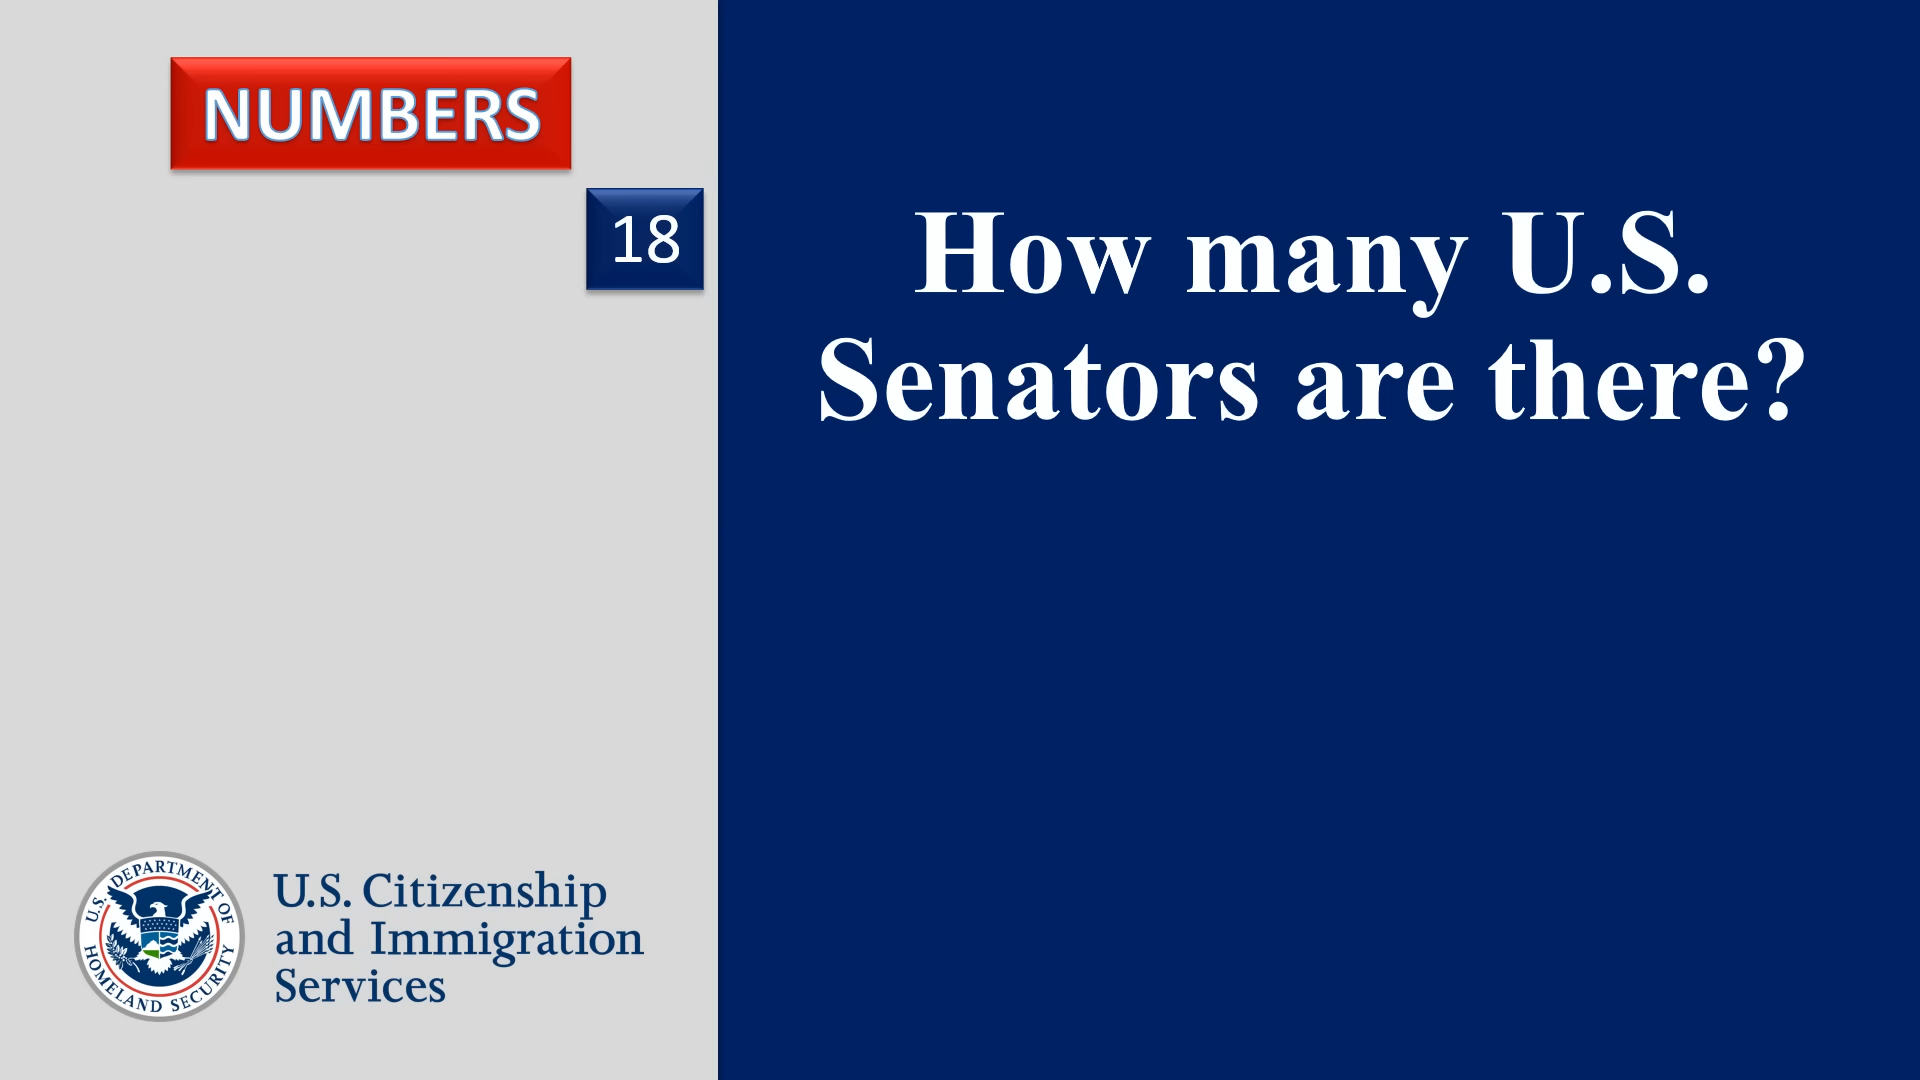 NUMBERS
18
How many U.S.
Senators are there?
U.S. DEPARTMENT OF
HOMELAND SECURITY
U.S. Citizenship
and Immigration
Services